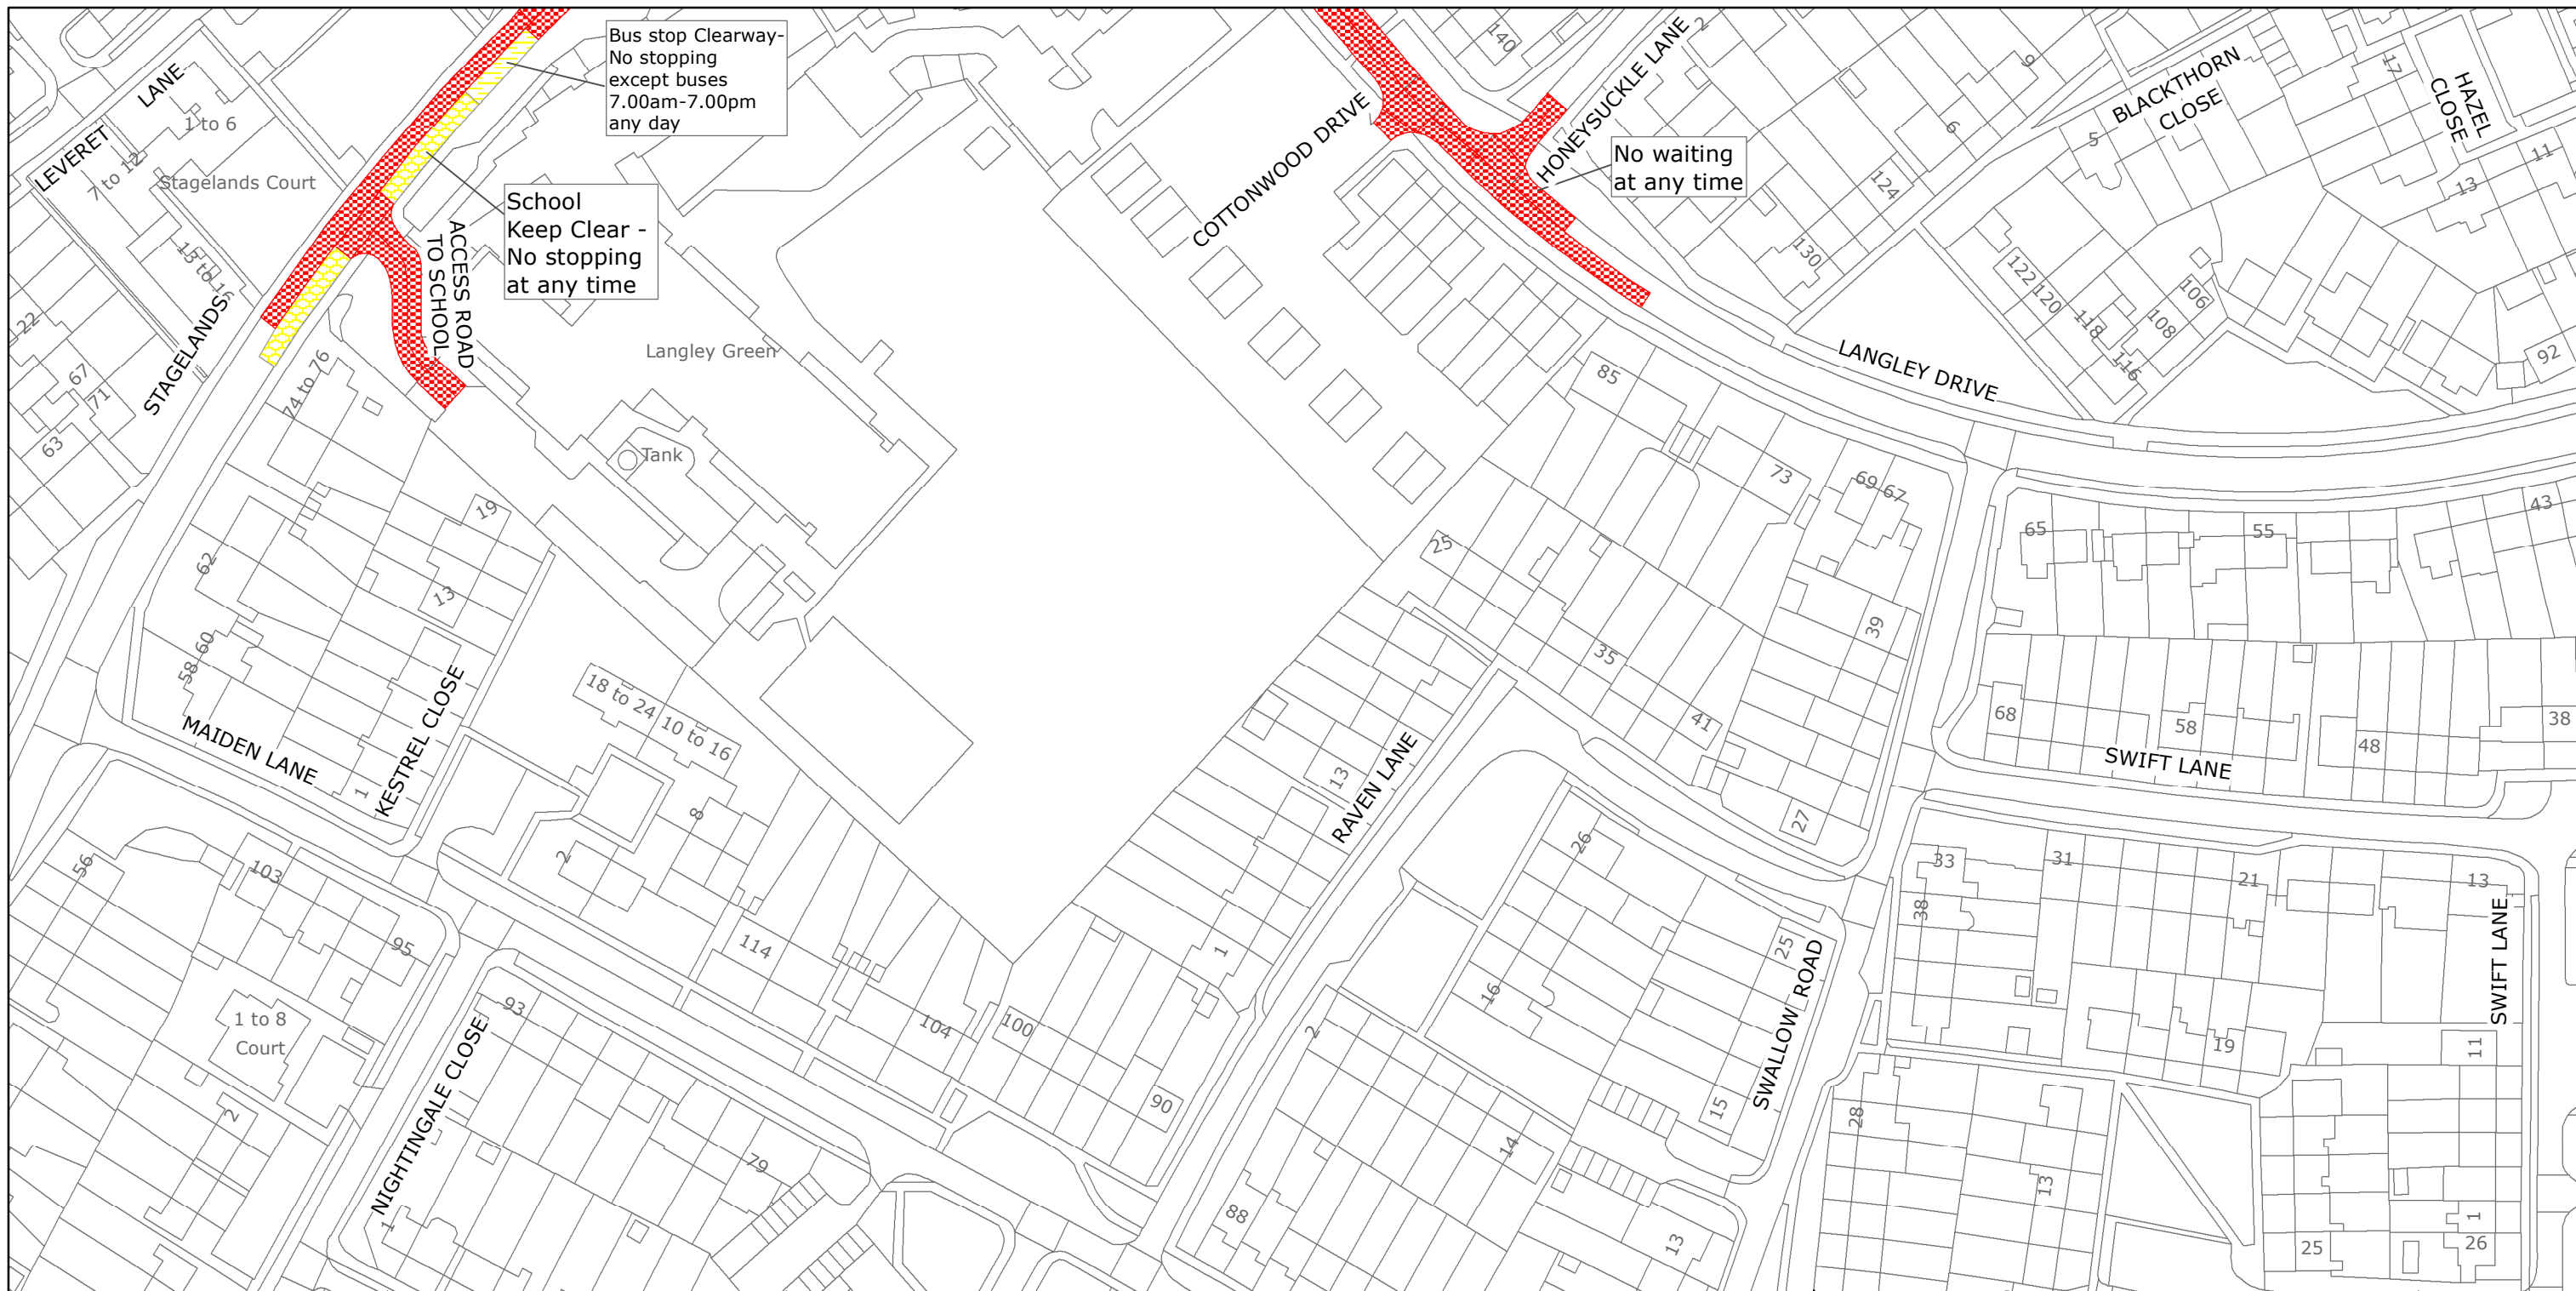 Bus stop Clearway-
No stopping
except buses
7.00am-7.00pm
any day
School
Keep Clear -
No stopping
at any time
No waiting
at any time
LEVERET
LANE
1 to 6
7 to 12
Stagelands Court
13 to 16
STAGELANDS
ACCESS ROAD
TO SCHOOL
Langley Green
Tank
COTTONWOOD DRIVE
HONEYSUCKLE LANE
140
2
9
6
124
130
BLACKTHORN
CLOSE
5
17
HAZEL
CLOSE
11
13
122
120
118
116
108
106
92
LANGLEY DRIVE
22
67
71
63
74 to 76
62
19
13
58
60
MAIDEN LANE
KESTREL CLOSE
1
18 to 24
10 to 16
8
2
56
103
95
1 to 8
Court
2
114
104
100
90
93
NIGHTINGALE CLOSE
1
79
85
73
69
67
25
35
41
39
27
13
RAVEN LANE
1
65
55
43
68
58
48
38
SWIFT LANE
33
31
21
13
38
19
11
SWIFT LANE
26
16
25
15
SWALLOW ROAD
2
14
88
13
28
13
1
25
26